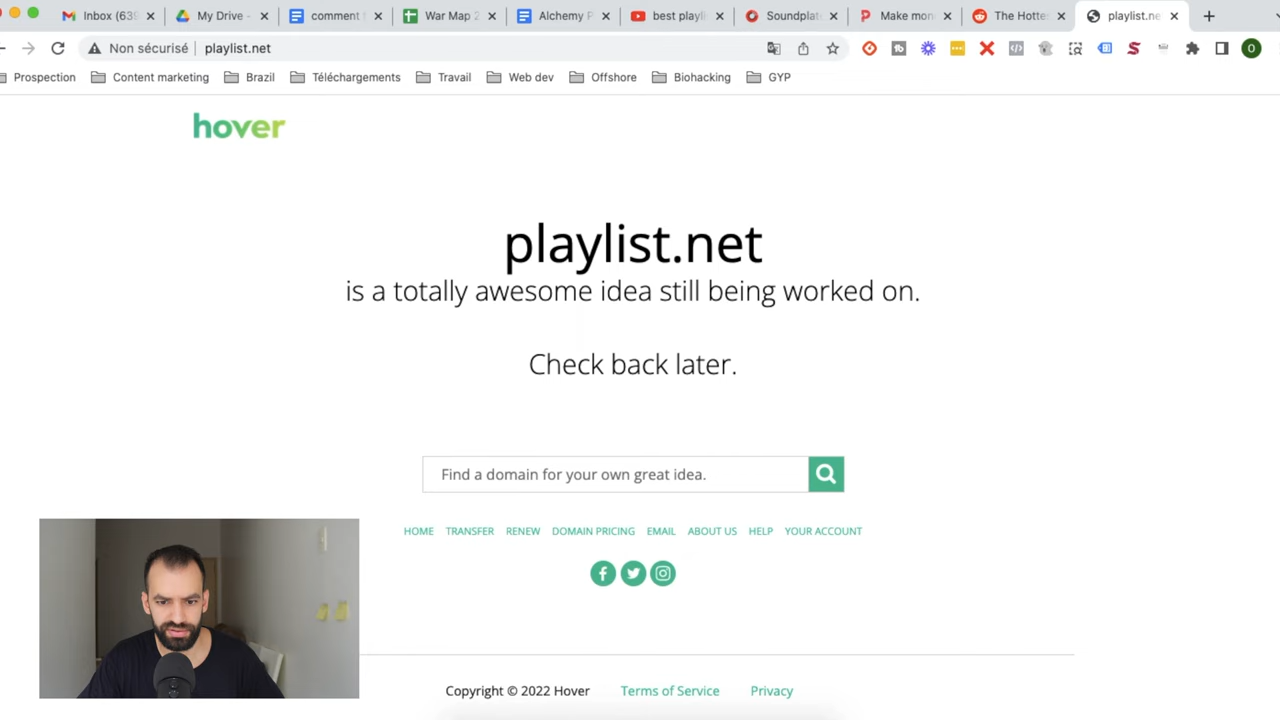 Inbox (639
My Drive -
comment
War Map 2
Alchemy P
best playli
Soundplat
Make mon
The Hotte
playlist.ne
Non sécurisé
playlist.net
O
Prospection
Content marketing
Brazil
Téléchargements
Travail
Web dev
Offshore
Biohacking
GYP
hover
playlist.net
is a totally awesome idea still being worked on.
Check back later.
Find a domain for your own great idea.
HOME TRANSFER RENEW DOMAIN PRICING EMAIL ABOUT US HELP YOUR ACCOUNT
Copyright © 2022 Hover Terms of Service Privacy